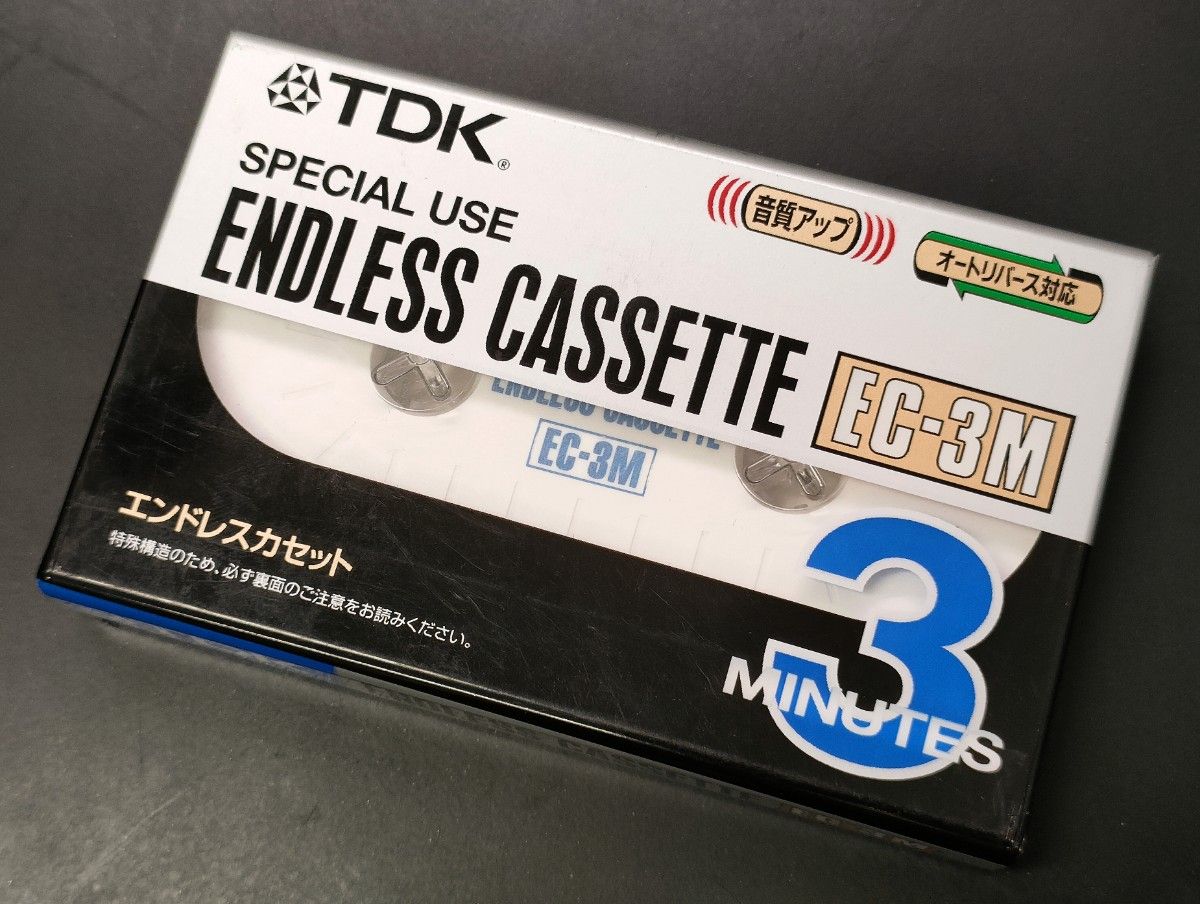 TDK®
SPECIAL USE
ENDLESS CASSETTE
音質アップ
オートリバース対応
EC-3M
ENDLESS CASSETTE
EC-3M
エンドレスカセット
特殊構造のため、必ず裏面のご注意をお読みください。
3
MINUTES